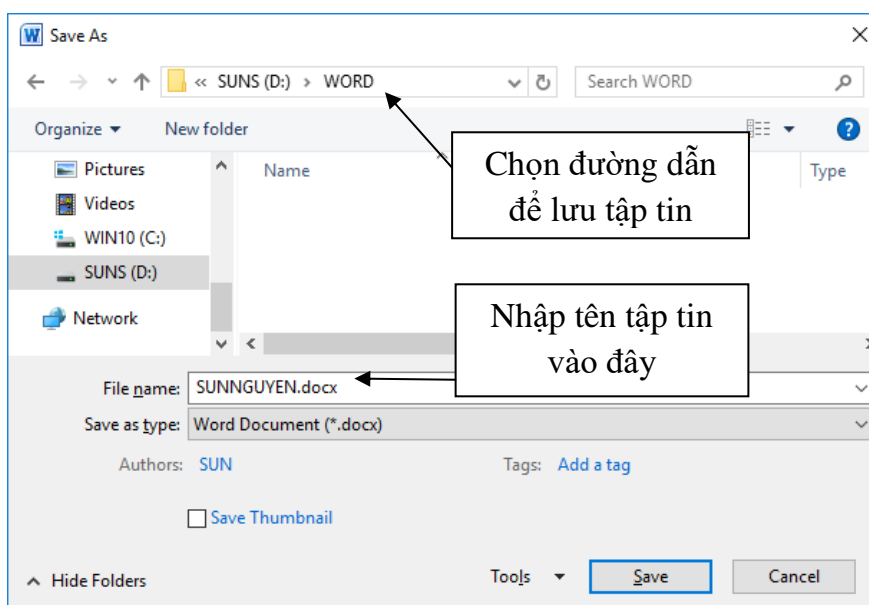 Save As
« SUNS (D:) > WORD
Search WORD
Organize
New folder
Chọn đường dẫn
để lưu tập tin
Pictures
Name
Type
Videos
WIN10 (C:)
SUNS (D:)
Network
Nhập tên tập tin
vào đây
File name: SUNNGUYEN.docx
Save as type: Word Document (*.docx)
Authors: SUN
Tags: Add a tag
Save Thumbnail
Hide Folders
Tools
Save
Cancel